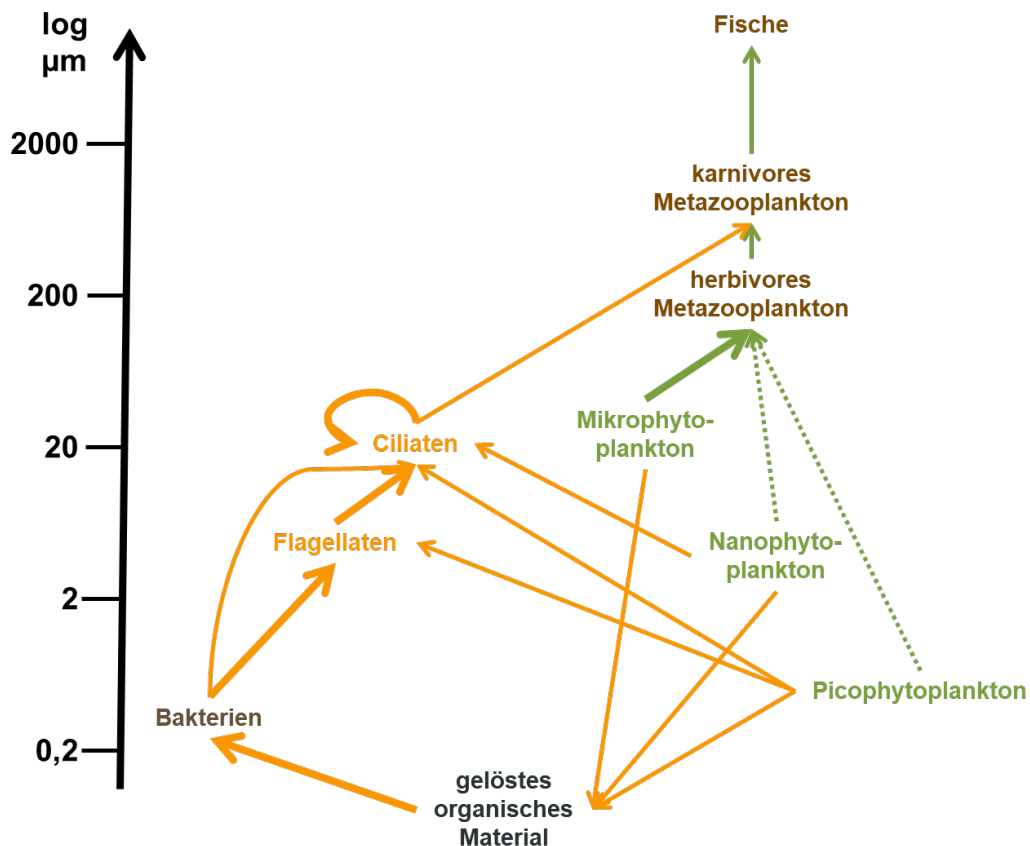 log
µm
2000
200
20
2
0,2
Fische
karnivores
Metazooplankton
herbivores
Metazooplankton
Mikrophyto-
plankton
Ciliaten
Flagellaten
Nanophyto-
plankton
Picophytoplankton
Bakterien
gelöstes
organisches
Material